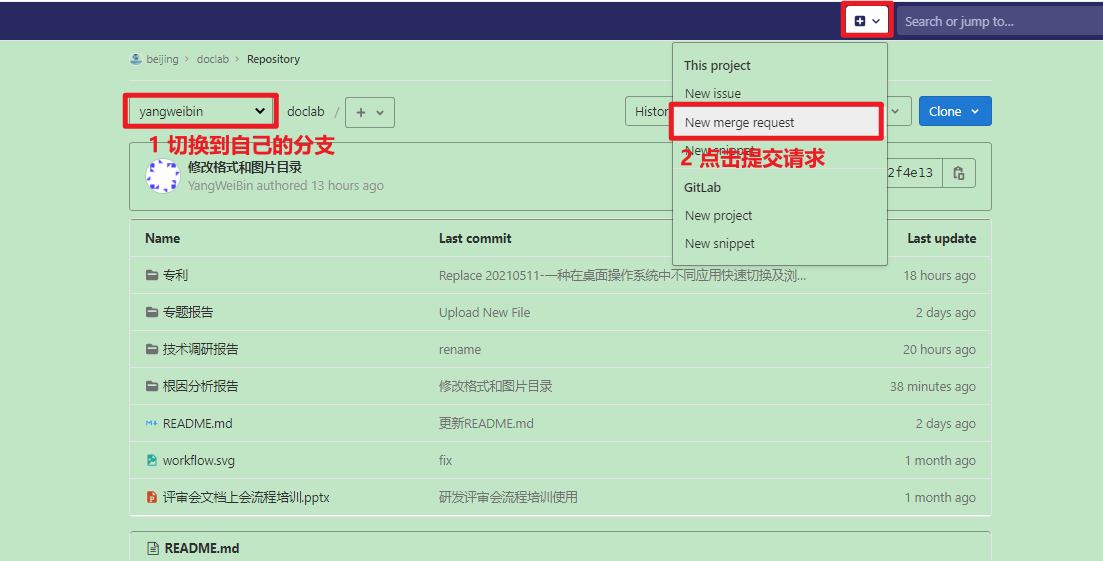 Search or jump to...
beijing > doclab > Repository
This project
New issue
New merge request
New snippet
GitLab
New project
New snippet
yangweibin
doclab / +
Histor
Clone
1 切换到自己的分支
2 点击提交请求
修改格式和图片目录
YangWeiBin authored 13 hours ago
2f4e13
Name Last commit Last update
专利 Replace 20210511-一种在桌面操作系统中不同应用快速切换及浏... 18 hours ago
专题报告 Upload New File 2 days ago
技术调研报告 rename 20 hours ago
根因分析报告 修改格式和图片目录 38 minutes ago
README.md 更新README.md 2 days ago
workflow.svg fix 1 month ago
评审会文档上会流程培训.pptx 研发评审会流程培训使用 1 month ago
README.md